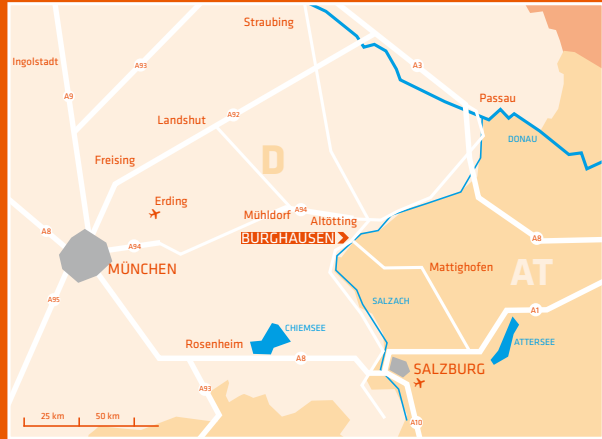 Straubing
Ingolstadt
A93
A3
A9
Passau
A92
Landshut
DONAU
D
Freising
Erding
A94
Mühldorf
Altötting
A8
BURGHAUSEN
A8
A94
MÜNCHEN
Mattighofen
AT
A95
SALZACH
A1
CHIEMSEE
Rosenheim
ATTERSEE
A8
SALZBURG
A93
25 km
50 km
A10